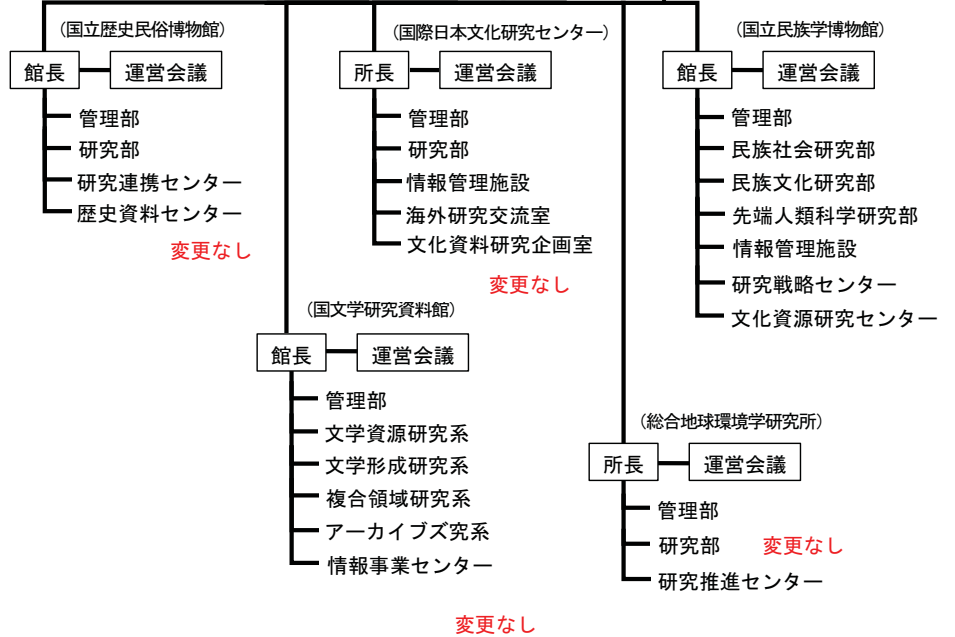 （国立歴史民俗博物館）
館長
運営会議
管理部
研究部
研究連携センター
歴史資料センター
変更なし
（国際日本文化研究センター）
所長
運営会議
管理部
研究部
情報管理施設
海外研究交流室
文化資料研究企画室
変更なし
（国立民族学博物館）
館長
運営会議
管理部
民族社会研究部
民族文化研究部
先端人類科学研究部
情報管理施設
研究戦略センター
文化資源研究センター
（国文学研究資料館）
館長
運営会議
管理部
文学資源研究系
文学形成研究系
複合領域研究系
アーカイブズ究系
情報事業センター
変更なし
（総合地球環境学研究所）
所長
運営会議
管理部
研究部
変更なし
研究推進センター